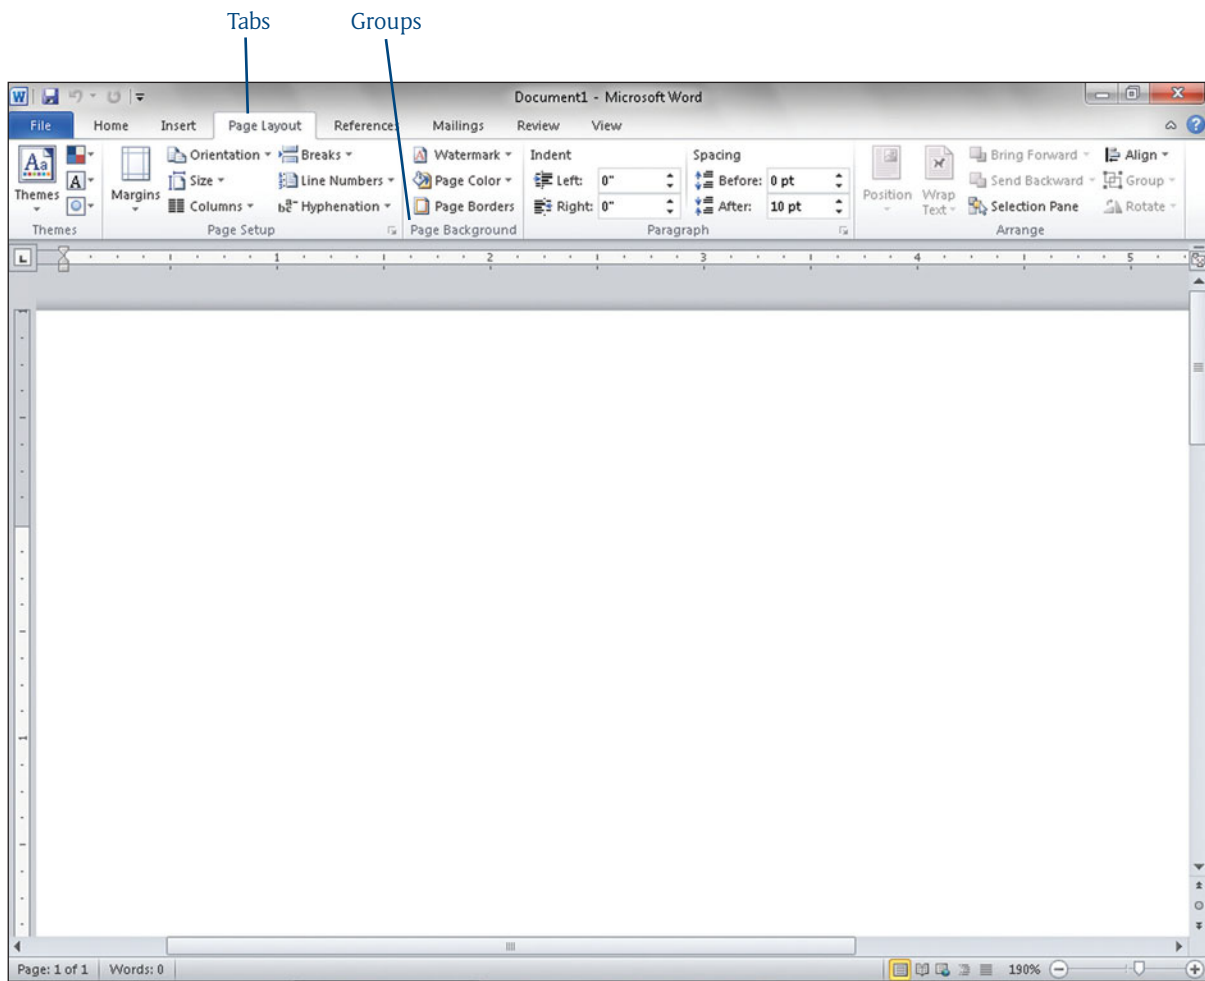 Tabs Groups
Document1 - Microsoft Word
File Home Insert Page Layout References Mailings Review View
Orientation Breaks Watermark Indent Spacing Bring Forward Align
Size Line Numbers Page Color Left: 0" Before: 0 pt Send Backward Group
Themes Margins Position Wrap Text
Columns Hyphenation Page Borders Right: 0" After: 10 pt Selection Pane Rotate
Themes Page Setup Page Background Paragraph Arrange
L 1 2 3 4 5
1
Page: 1 of 1 Words: 0 190%